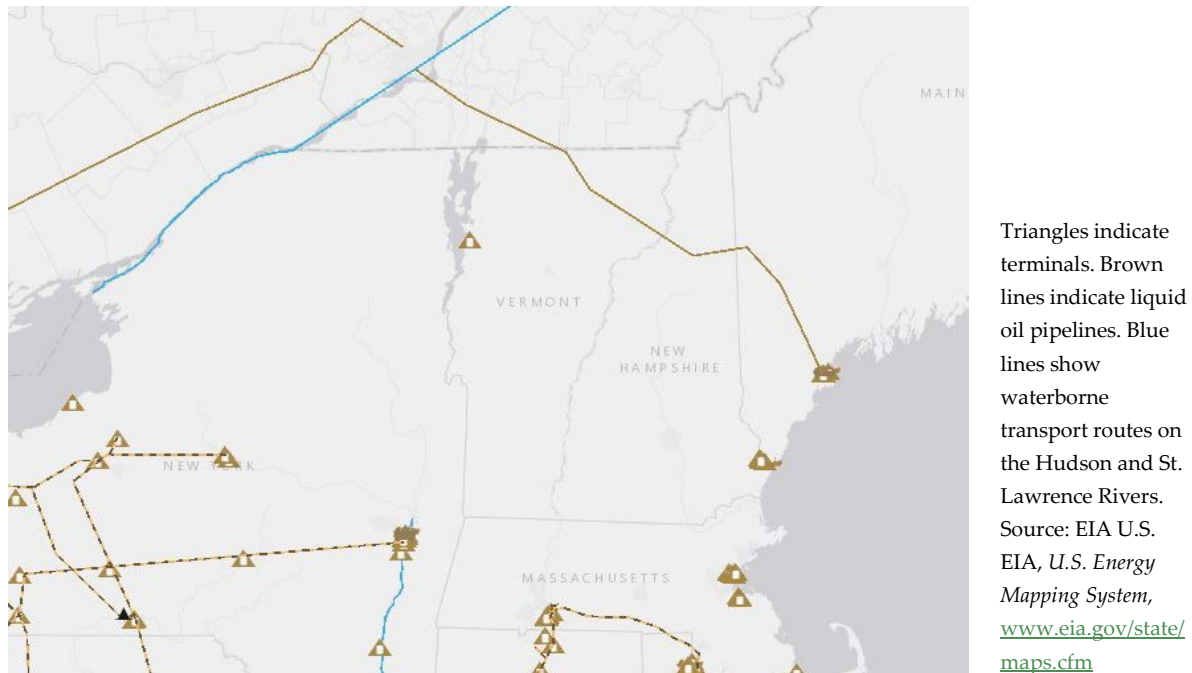 MAIN
VERMONT
NEW
HAMPSHIRE
NEW YORK
MASSACHUSETTS
Triangles indicate
terminals. Brown
lines indicate liquid
oil pipelines. Blue
lines show
waterborne
transport routes on
the Hudson and St.
Lawrence Rivers.
Source: EIA U.S.
EIA, U.S. Energy
Mapping System,
www.eia.gov/state/
maps.cfm